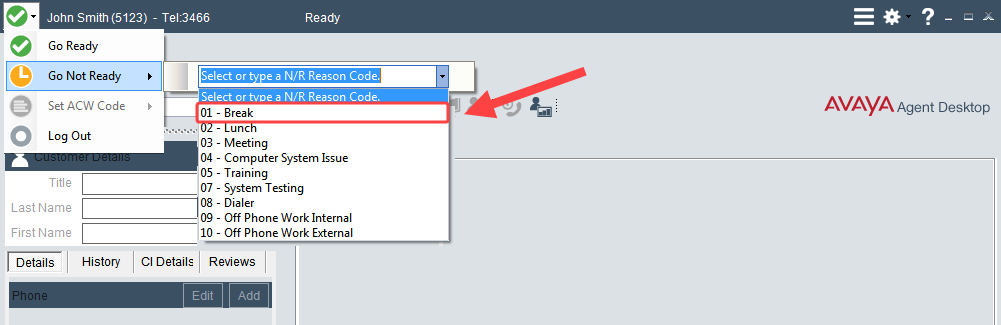 John Smith (5123) - Tel:3466
Ready
Go Ready
Go Not Ready
Select or type a N/R Reason Code.
Select or type a N/R Reason Code.
01 - Break
02 - Lunch
03 - Meeting
04 - Computer System Issue
05 - Training
07 - System Testing
08 - Dialer
09 - Off Phone Work Internal
10 - Off Phone Work External
Set ACW Code
Log Out
AVAYA Agent Desktop
Customer Details
Title
Last Name
First Name
Details
History
CI Details
Reviews
Phone
Edit
Add